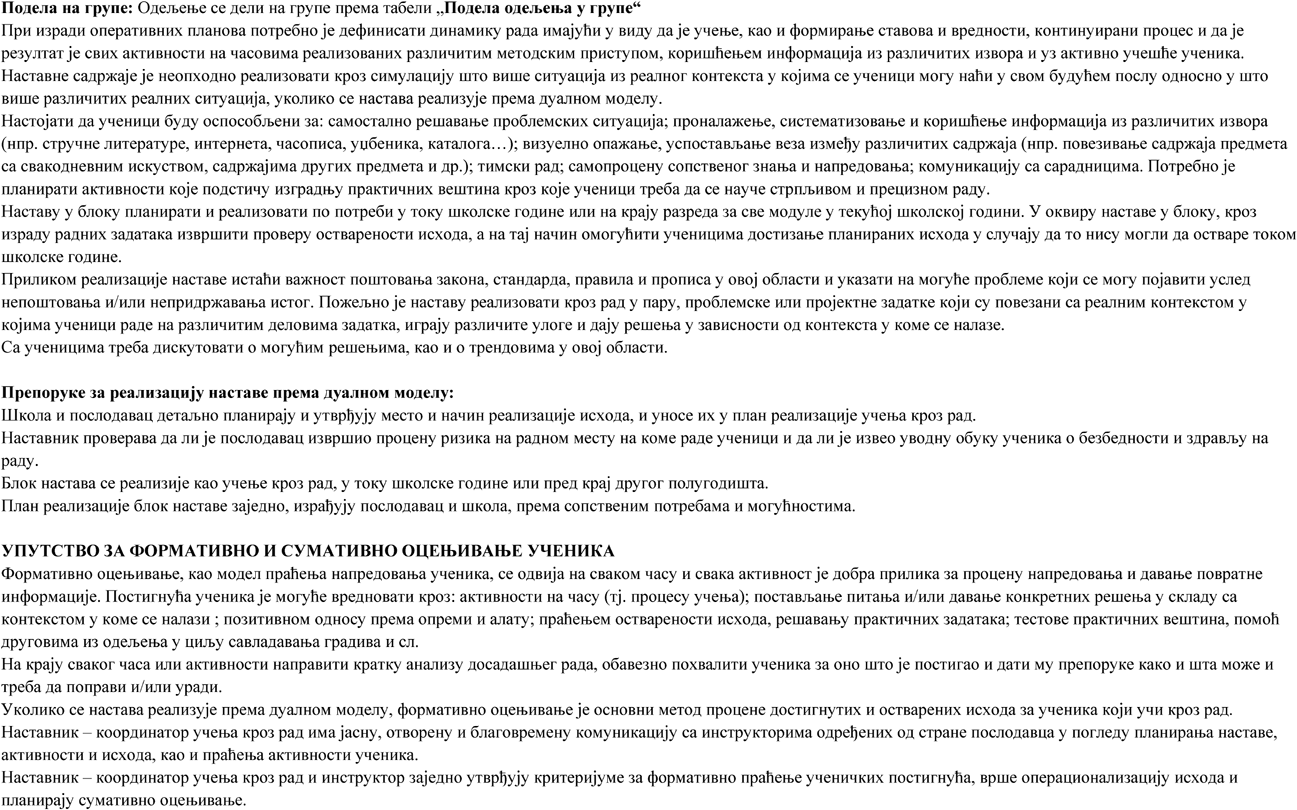 Подела на групе: Одељење се дели на групе према табели „Подела одељења у групе“
При изради оперативних планова потребно је дефинисати динамику рада имајући у виду да је учење, као и формирање ставова и вредности, континуирани процес и да је
резултат је свих активности на часовима реализованих различитим методским приступом, коришћењем информација из различитих извора и уз активно учешће ученика.
Наставне садржаје је неопходно реализовати кроз симулацију што више ситуација из реалног контекста у којима се ученици могу наћи у свом будућем послу односно у што
више различитих реалних ситуација, уколико се настава реализује према дуалном моделу.
Настојати да ученици буду оспособљени за: самостално решавање проблемских ситуација; проналажење, систематизовање и коришћење информација из различитих извора
(нпр. стручне литературе, интернета, часописа, уџбеника, каталога…); визуелно опажање, успостављање веза између различитих садржаја (нпр. повезивање садржаја предмета
са свакодневним искуством, садржајима других предмета и др.); тимски рад; самопроцену сопственог знања и напредовања; комуникацију са сарадницима. Потребно је
планирати активности које подстичу изградњу практичних вештина кроз које ученици треба да се науче стрпљивом и прецизном раду.
Наставу у блоку планирати и реализовати по потреби у току школске године или на крају разреда за све модуле у текућој школској години. У оквиру наставе у блоку, кроз
израду радних задатака извршити проверу остварености исхода, а на тај начин омогућити ученицима достизање планираних исхода у случају да то нису могли да остваре током
школске године.
Приликом реализације наставе истаћи важност поштовања закона, стандарда, правила и прописа у овој области и указати на могуће проблеме који се могу појавити услед
непоштовања и/или непридржавања истог. Пожељно је наставу реализовати кроз рад у пару, проблемске или пројектне задатке који су повезани са реалним контекстом у
којима ученици раде на различитим деловима задатка, играју различите улоге и дају решења у зависности од контекста у коме се налазе.
Са ученицима треба дискутовати о могућим решењима, као и о трендовима у овој области.
Препоруке за реализацију наставе према дуалном моделу:
Школа и послодавац детаљно планирају и утврђују место и начин реализације исхода, и уносе их у план реализације учења кроз рад.
Наставник проверава да ли је послодавац извршио процену ризика на радном месту на коме раде ученици и да ли је извео уводну обуку ученика о безбедности и здрављу на
раду.
Блок настава се реализије као учење кроз рад, у току школске године или пред крај другог полугодишта.
План реализације блок наставе заједно, израђују послодавац и школа, према сопственим потребама и могућностима.
УПУТСТВО ЗА ФОРМАТИВНО И СУМАТИВНО ОЦЕЊИВАЊЕ УЧЕНИКА
Формативно оцењивање, као модел праћења напредовања ученика, се одвија на сваком часу и свака активност је добра прилика за процену напредовања и давање повратне
информације. Постигнућа ученика је могуће вредновати кроз: активности на часу (тј. процесу учења); постављање питања и/или давање конкретних решења у складу са
контекстом у коме се налази ; позитивном односу према опреми и алату; праћењем остварености исхода, решавању практичних задатака; тестове практичних вештина, помоћ
друговима из одељења у циљу савладавања градива и сл.
На крају сваког часа или активности направити кратку анализу досадашњег рада, обавезно похвалити ученика за оно што је постигао и дати му препоруке како и шта може и
треба да поправи и/или уради.
Уколико се настава реализује према дуалном моделу, формативно оцењивање је основни метод процене достигнутих и остварених исхода за ученика који учи кроз рад.
Наставник – координатор учења кроз рад има јасну, отворену и благовремену комуникацију са инструкторима одређених од стране послодавца у погледу планирања наставе,
активности и исхода, као и праћења активности ученика.
Наставник – координатор учења кроз рад и инструктор заједно утврђују критеријуме за формативно праћење ученичких постигнућа, врше операционализацију исхода и
планирају сумативно оцењивање.